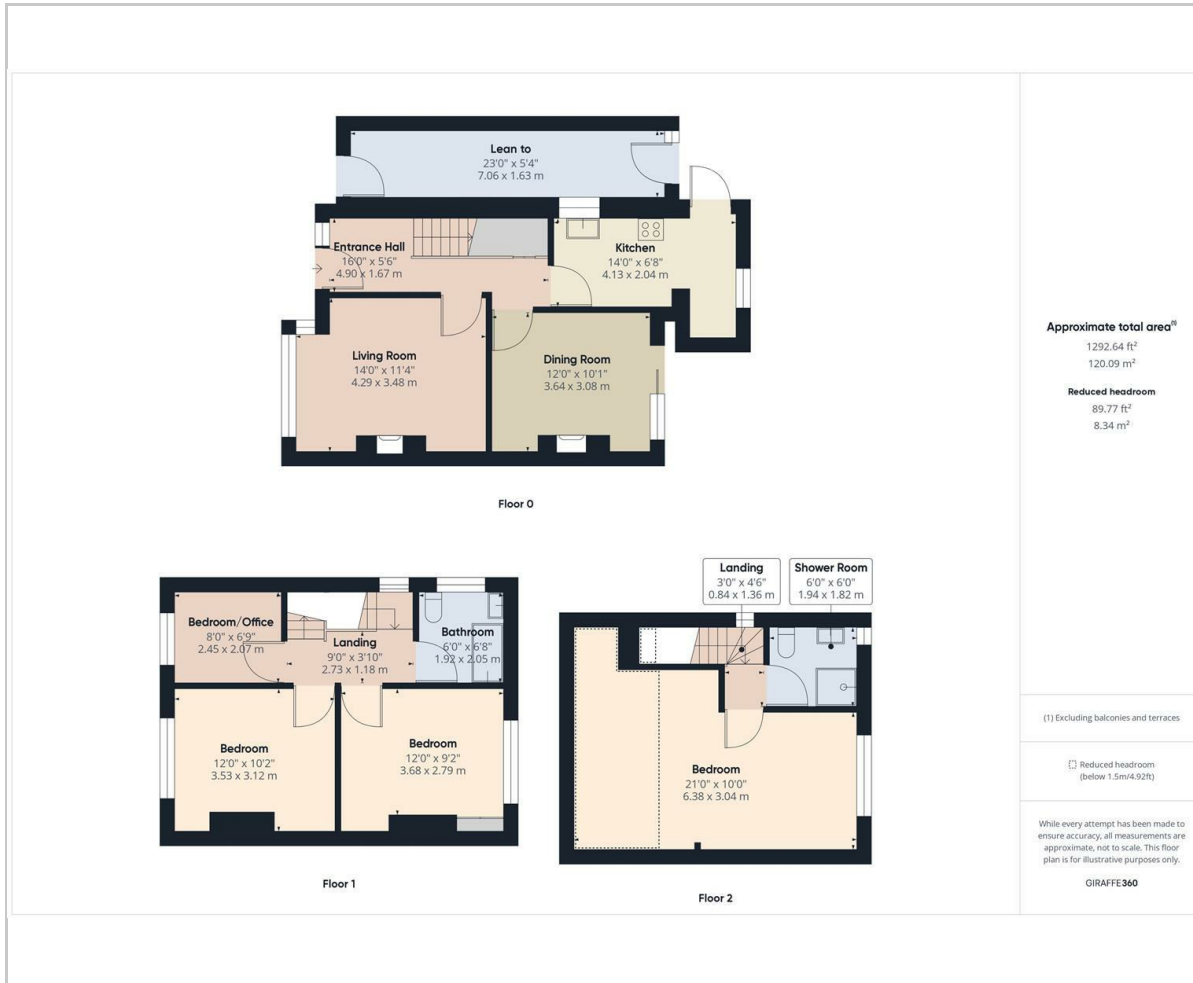 Lean to
23'0" x 5'4"
7.06 x 1.63 m
Entrance Hall
16'0" x 5'6"
4.90 x 1.67 m
Kitchen
14'0" x 6'8"
4.13 x 2.04 m
Living Room
14'0" x 11'4"
4.29 x 3.48 m
Dining Room
12'0" x 10'1"
3.64 x 3.08 m
Floor 0
Bedroom/Office
8'0" x 6'9"
2.45 x 2.07 m
Landing
9'0" x 3'10"
2.73 x 1.18 m
Bathroom
6'0" x 6'8"
1.92 x 2.05 m
Bedroom
12'0" x 10'2"
3.53 x 3.12 m
Bedroom
12'0" x 9'2"
3.68 x 2.79 m
Floor 1
Landing
3'0" x 4'6"
0.84 x 1.36 m
Shower Room
6'0" x 6'0"
1.94 x 1.82 m
Bedroom
21'0" x 10'0"
6.38 x 3.04 m
Floor 2
Approximate total area⁽¹⁾
1292.64 ft²
120.09 m²
Reduced headroom
89.77 ft²
8.34 m²
(1) Excluding balconies and terraces
Reduced headroom
(below 1.5m/4.92ft)
While every attempt has been made to
ensure accuracy, all measurements are
approximate, not to scale. This floor
plan is for illustrative purposes only.
GIRAFFE360